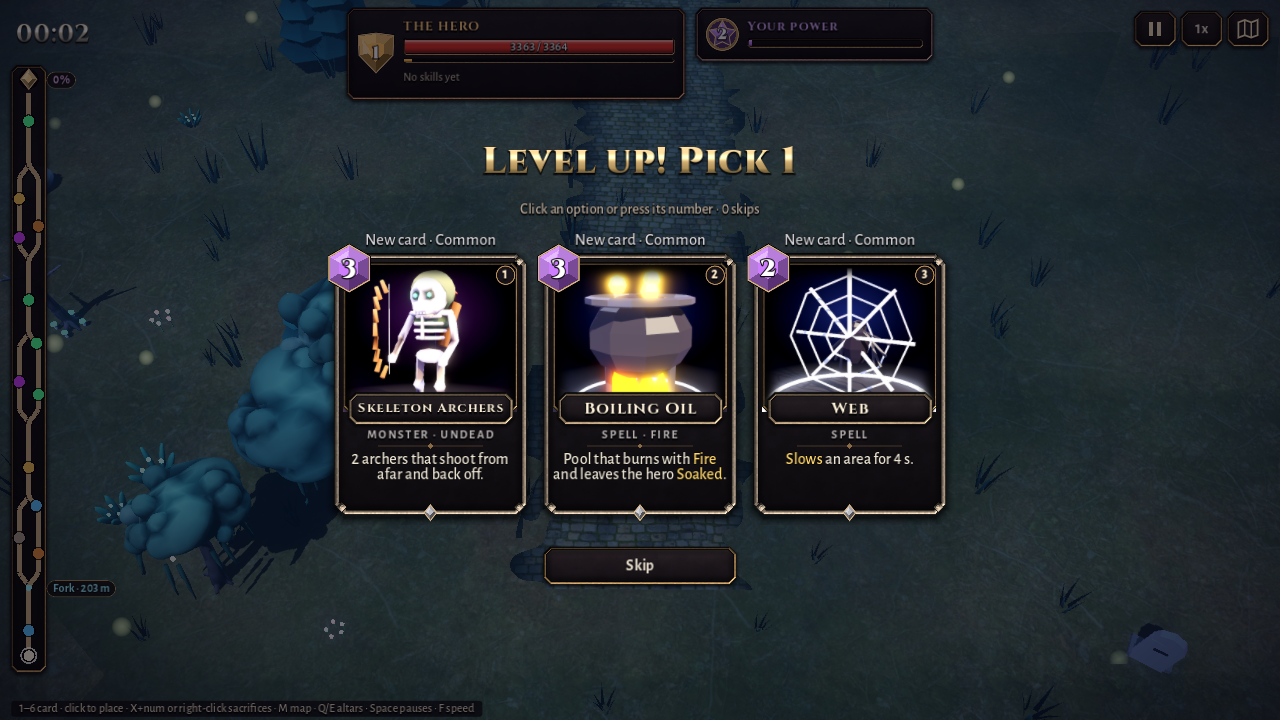 00:02
THE HERO
1
3363 / 3364
No skills yet
2
YOUR POWER
1x
0%
LEVEL UP! PICK 1
Click an option or press its number · 0 skips
New card · Common
3
1
SKELETON ARCHERS
MONSTER · UNDEAD
2 archers that shoot from
afar and back off.
New card · Common
3
2
BOILING OIL
SPELL · FIRE
Pool that burns with Fire
and leaves the hero Soaked.
New card · Common
2
3
WEB
SPELL
Slows an area for 4 s.
Skip
Fork · 203 m
1–6 card · click to place · X+num or right-click sacrifices · M map · Q/E altars · Space pauses · F speed